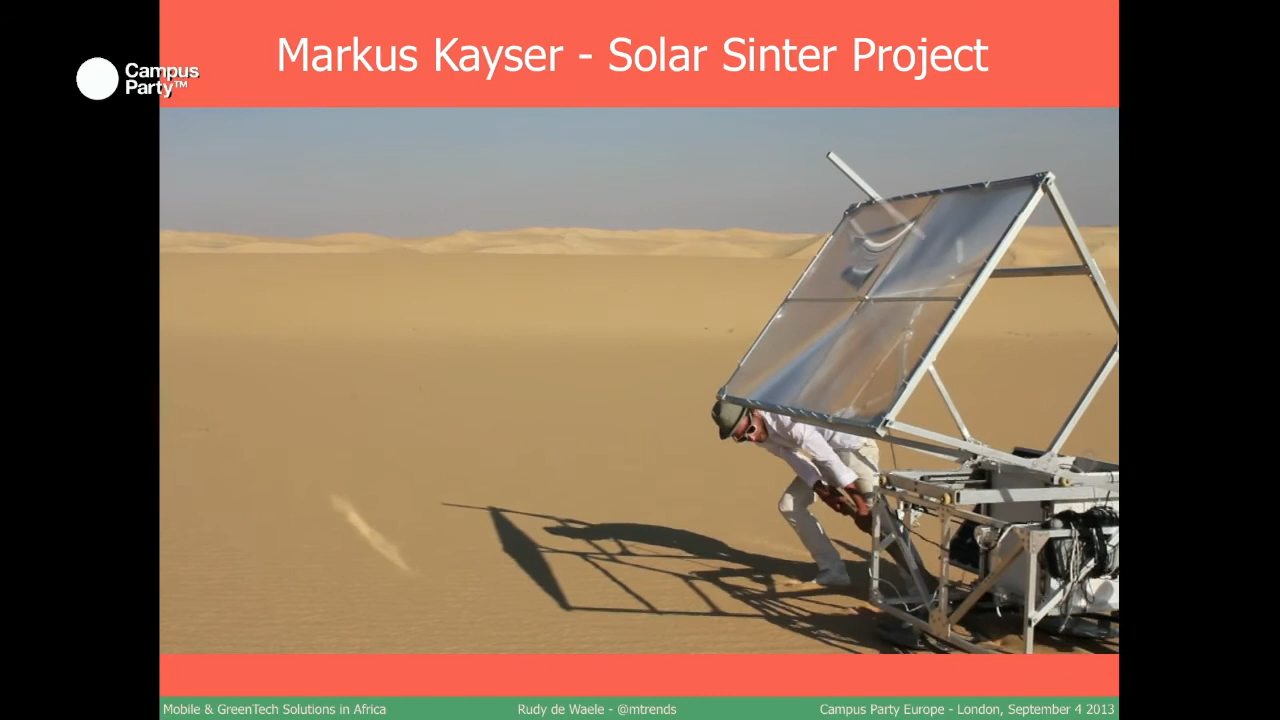 Markus Kayser - Solar Sinter Project
Campus
Party™
Mobile & GreenTech Solutions in Africa
Rudy de Waele - @mtrends
Campus Party Europe - London, September 4 2013